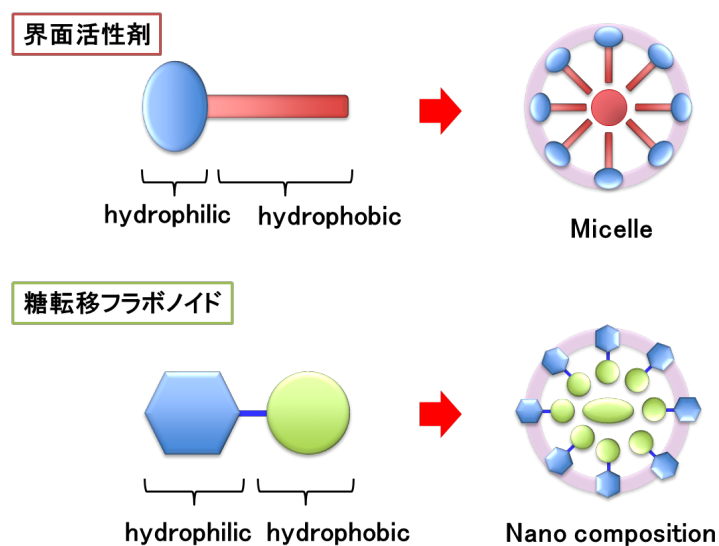 界面活性剤
hydrophilic
hydrophobic
Micelle
糖転移フラボノイド
hydrophilic
hydrophobic
Nano composition